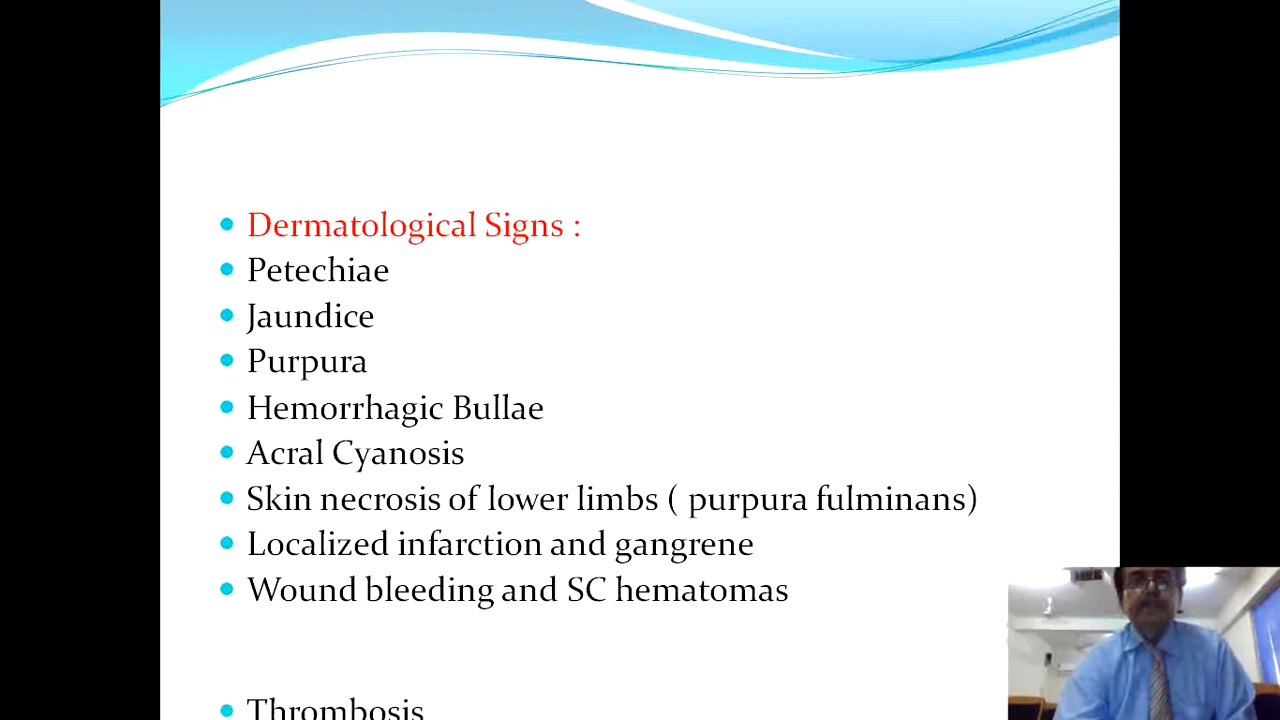 Dermatological Signs :
Petechiae
Jaundice
Purpura
Hemorrhagic Bullae
Acral Cyanosis
Skin necrosis of lower limbs ( purpura fulminans)
Localized infarction and gangrene
Wound bleeding and SC hematomas
Thrombosis